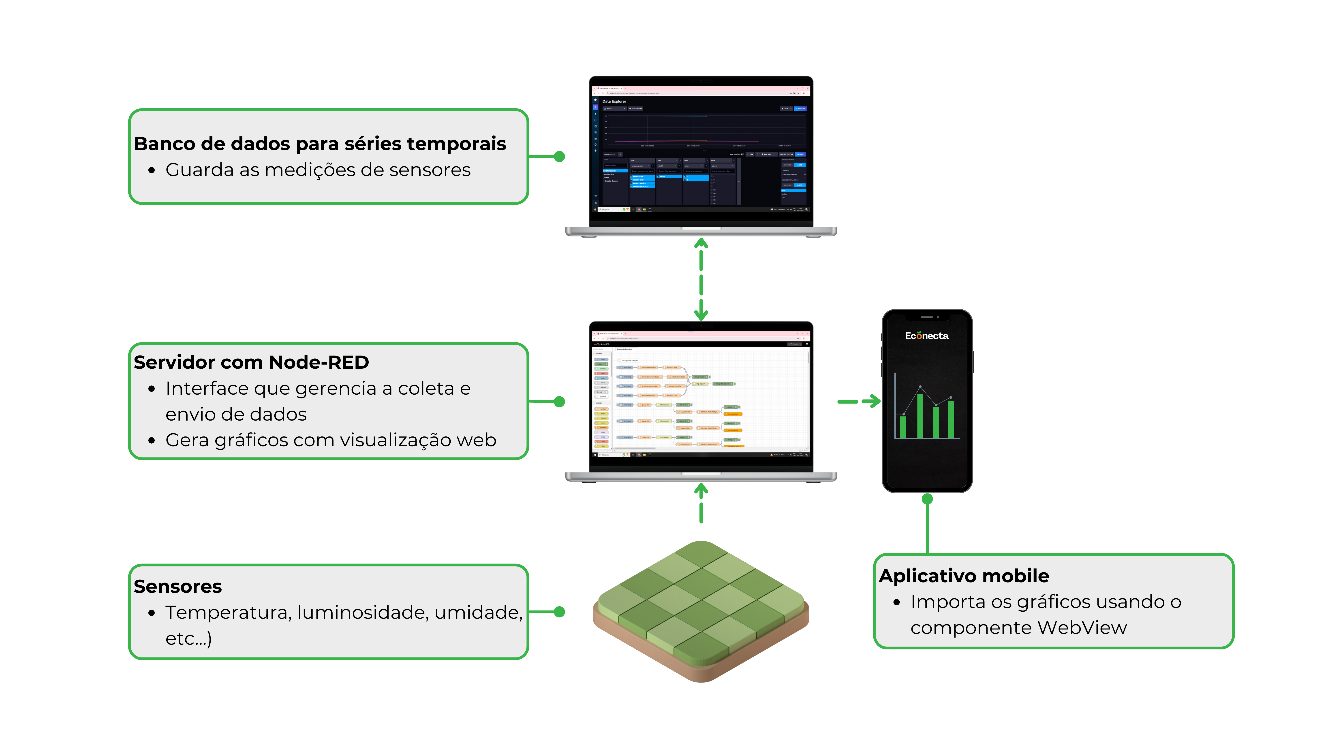 Banco de dados para séries temporais
• Guarda as medições de sensores
Data Explorer
Servidor com Node-RED
• Interface que gerencia a coleta e
envio de dados
• Gera gráficos com visualização web
Econecta
Sensores
• Temperatura, luminosidade, umidade,
etc...)
Aplicativo mobile
• Importa os gráficos usando o
componente WebView